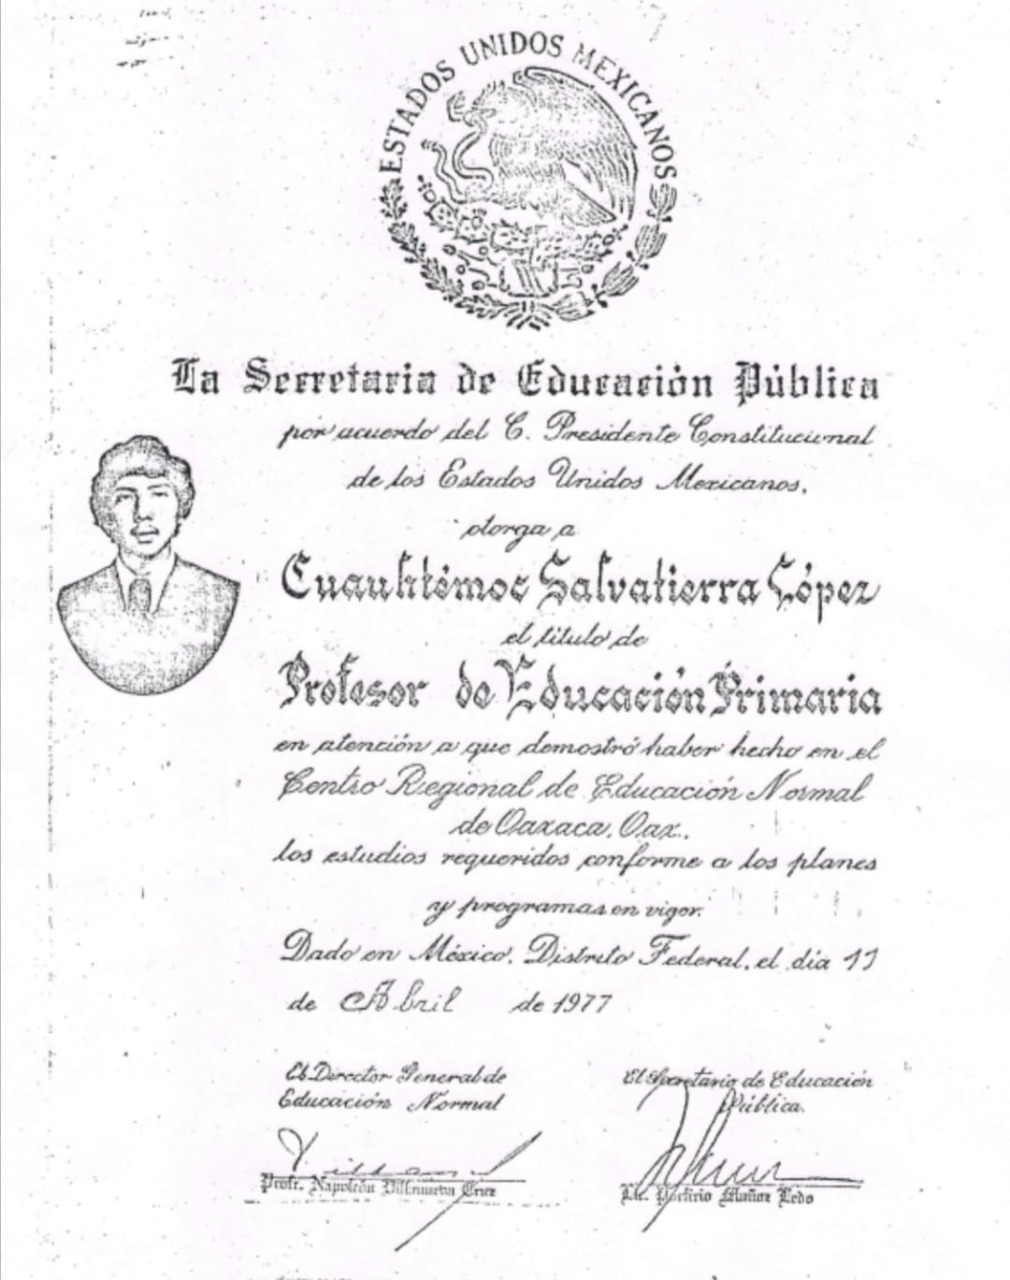 ESTADOS UNIDOS MEXICANOS
La Secretaria de Educación Pública
por acuerdo del C. Presidente Constitucional
de los Estados Unidos Mexicanos,
otorga a
Cuauhtémoc Salvatierra López
el título de
Profesor de Educación Primaria
en atención a que demostró haber hecho en el
Centro Regional de Educación Normal
de Oaxaca, Oax.,
los estudios requeridos conforme a los planes
y programas en vigor.
Dado en México, Distrito Federal, el día
de Abril de 1977
El Director General de
Educación Normal
El Secretario de Educación
Pública.
Profr. Napoleón Villanueva Cruz
Lic. Porfirio Muñoz Ledo